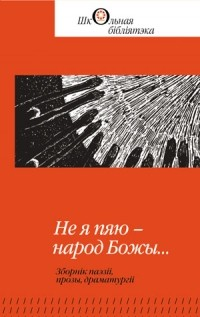 Школьная
бібліятэка
Не я пяю –
народ Божы...
Зборнік паэзіі,
прозы, драматургіі